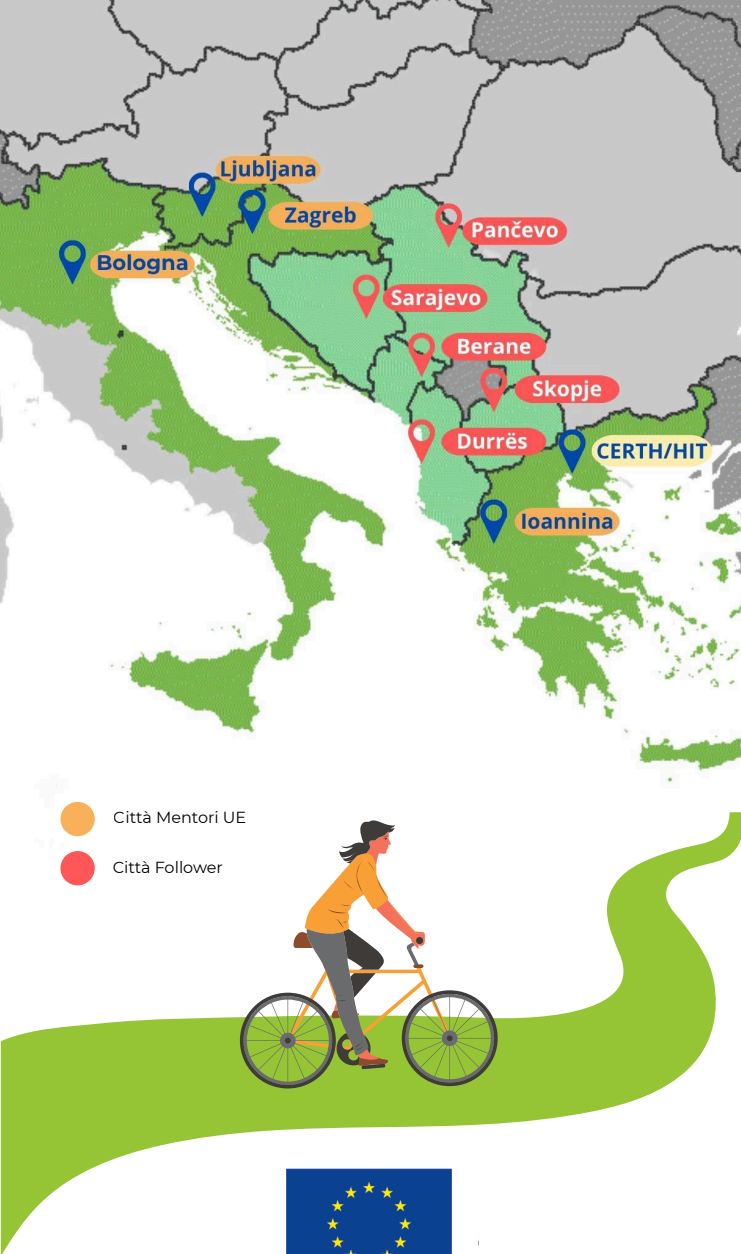 Ljubljana
Zagreb
Pančevo
Bologna
Sarajevo
Berane
Skopje
Durrës
CERTH/HIT
Ioannina
Città Mentori UE
Città Follower